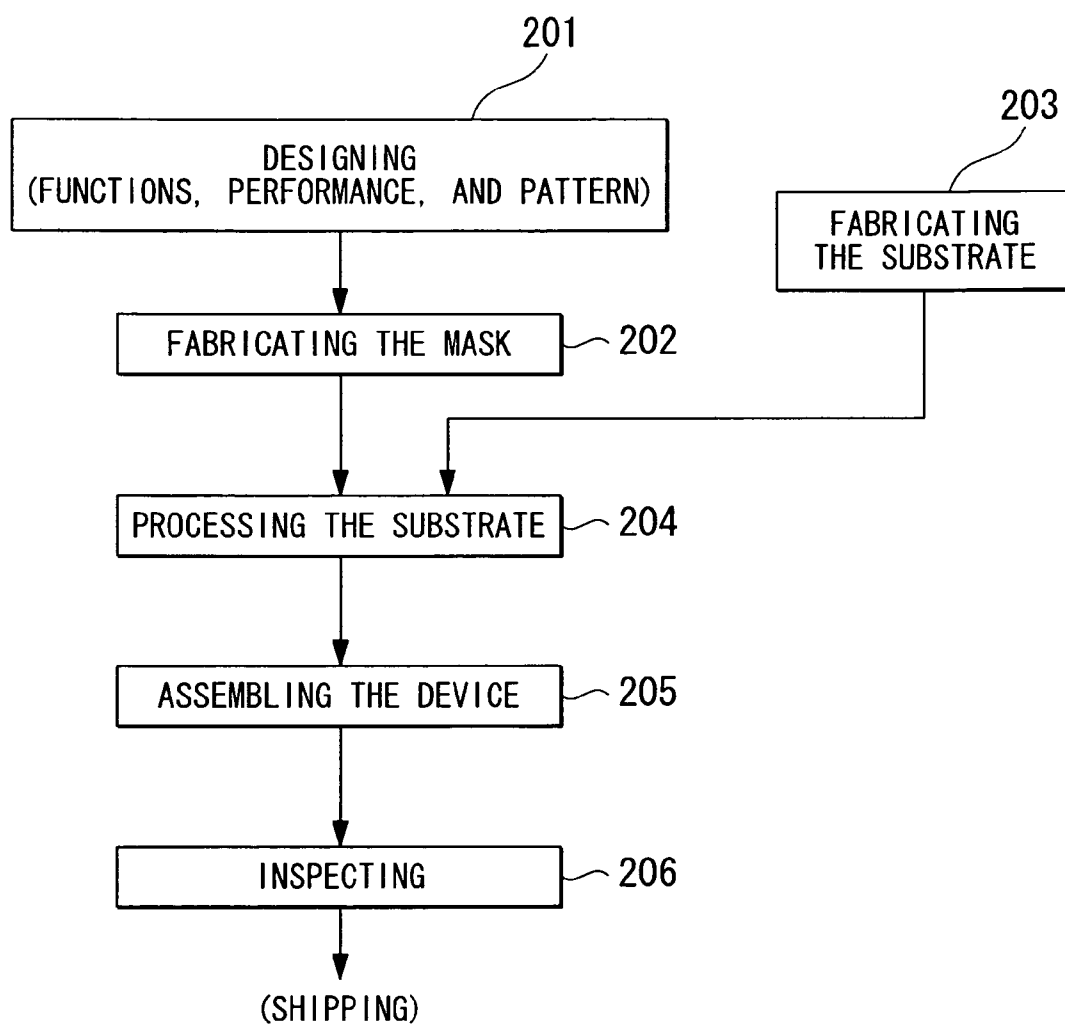 201
DESIGNING
(FUNCTIONS, PERFORMANCE, AND PATTERN)
203
FABRICATING
THE SUBSTRATE
FABRICATING THE MASK
202
PROCESSING THE SUBSTRATE
204
ASSEMBLING THE DEVICE
205
INSPECTING
206
(SHIPPING)